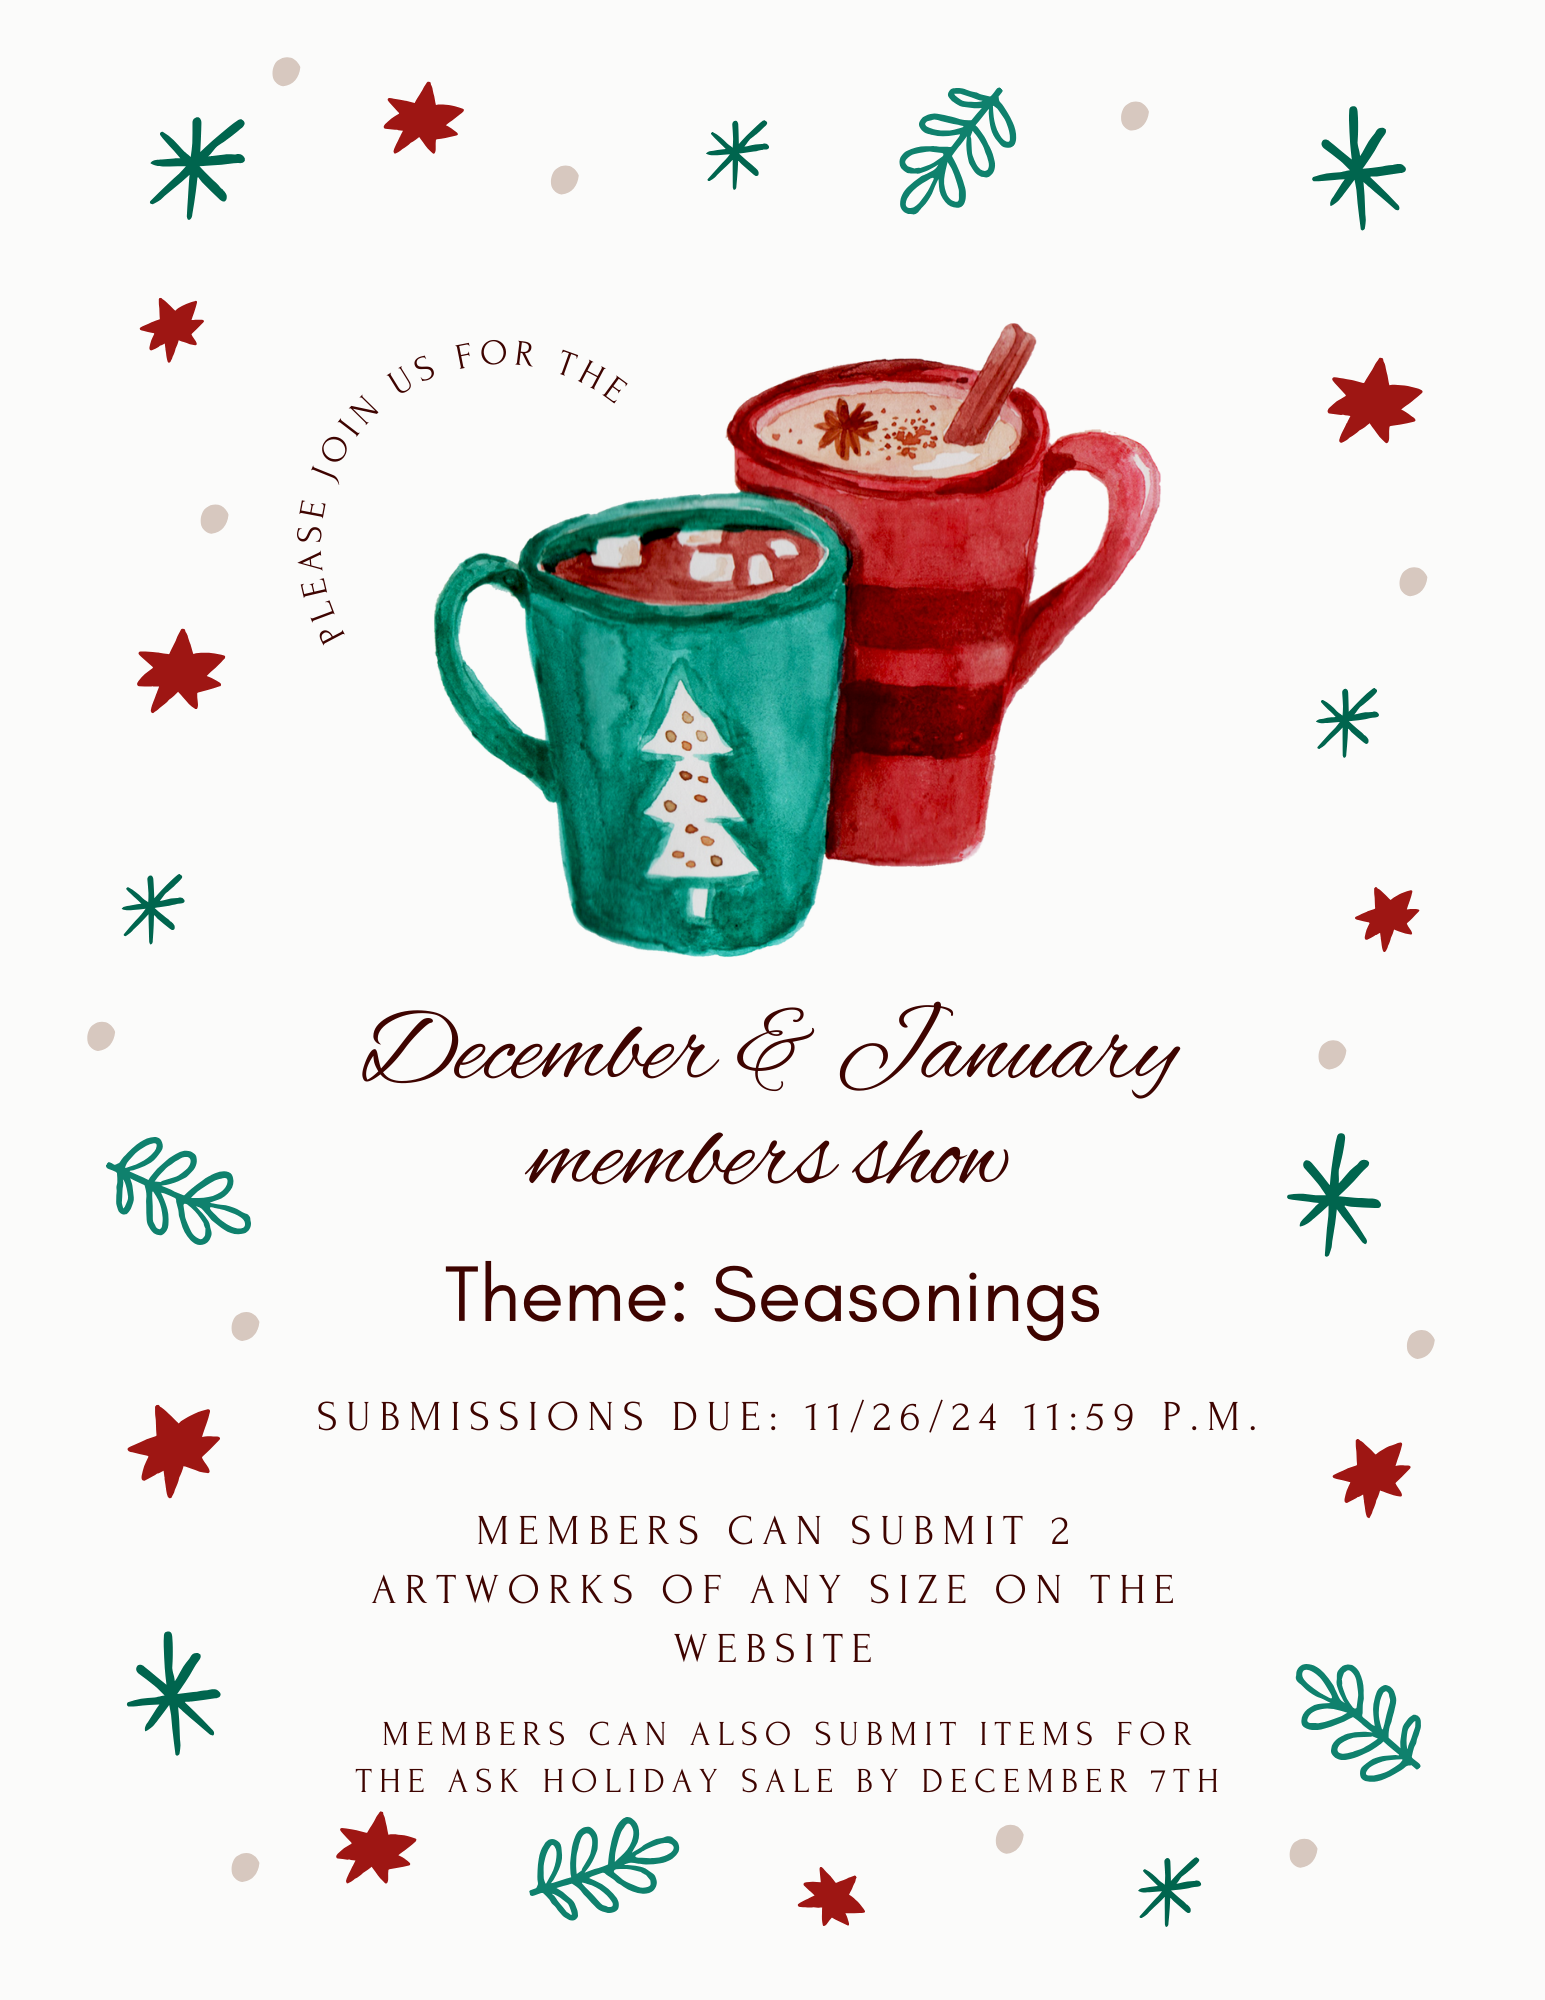 PLEASE JOIN US FOR THE
December & January
members show
Theme: Seasonings
SUBMISSIONS DUE: 11/26/24 11:59 P.M.
MEMBERS CAN SUBMIT 2
ARTWORKS OF ANY SIZE ON THE
WEBSITE
MEMBERS CAN ALSO SUBMIT ITEMS FOR
THE ASK HOLIDAY SALE BY DECEMBER 7TH